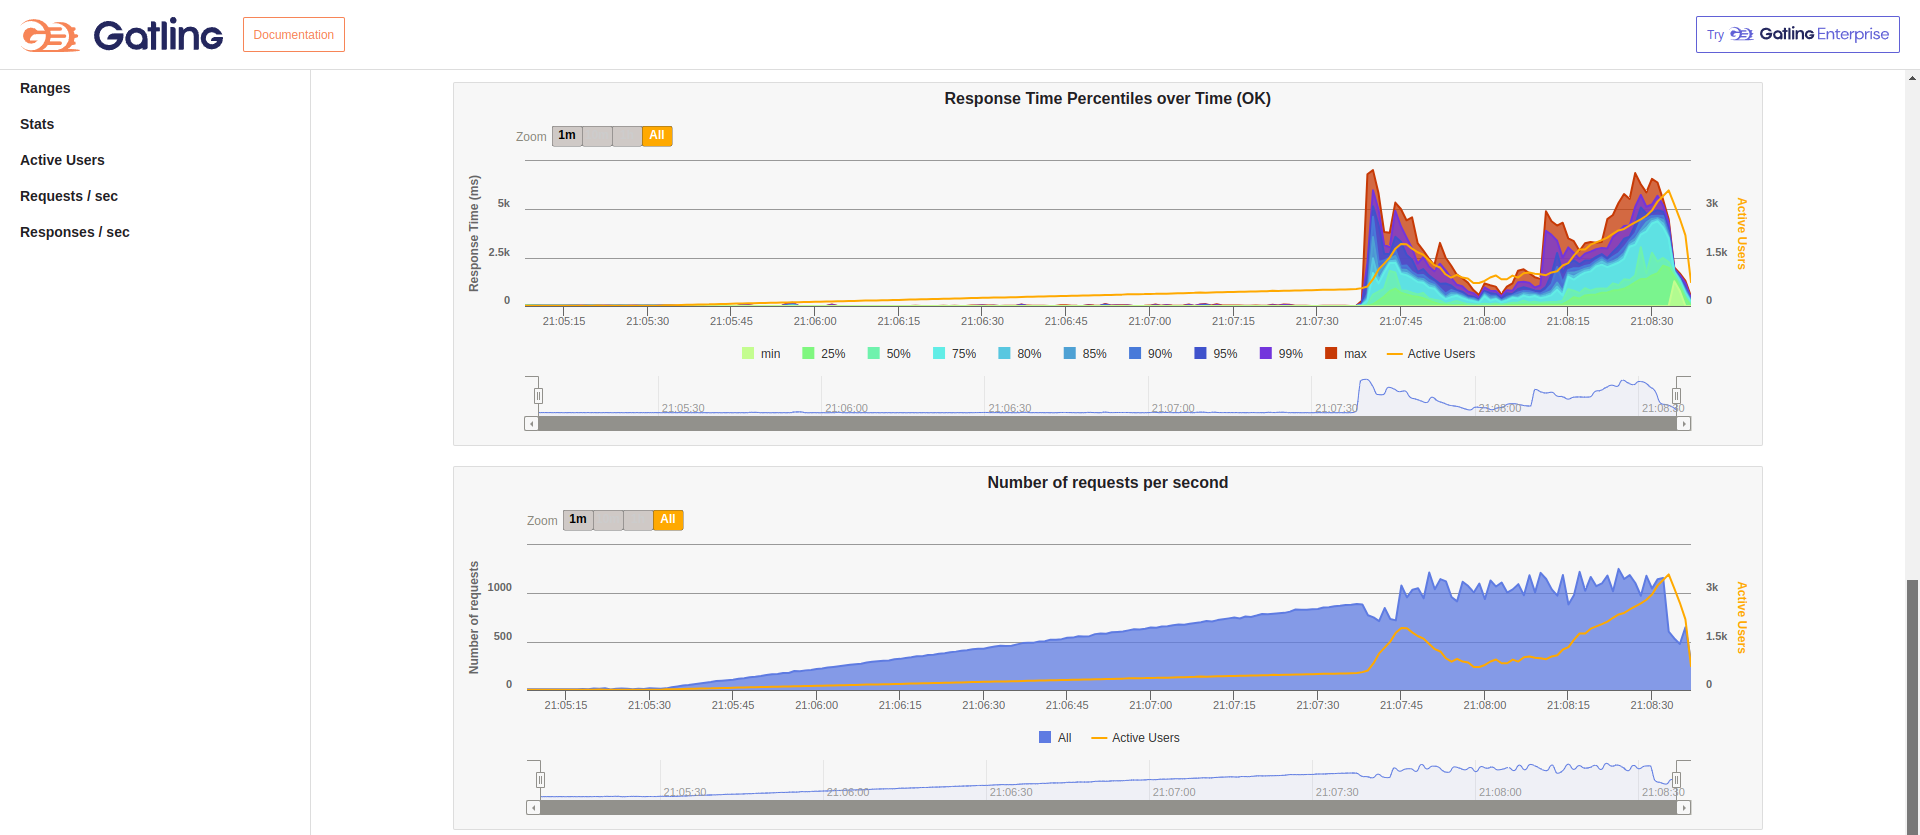 Gatling
Documentation
Try Gatling Enterprise
Ranges
Stats
Active Users
Requests / sec
Responses / sec
Response Time Percentiles over Time (OK)
Zoom 1m All
Response Time (ms)
5k
2.5k
0
3k
1.5k
0
Active Users
21:05:15 21:05:30 21:05:45 21:06:00 21:06:15 21:06:30 21:06:45 21:07:00 21:07:15 21:07:30 21:07:45 21:08:00 21:08:15 21:08:30
min 25% 50% 75% 80% 85% 90% 95% 99% max Active Users
21:05:30 21:06:00 21:06:30 21:07:00 21:07:30 21:08:00 21:08:30
Number of requests per second
Zoom 1m All
Number of requests
1000
500
0
3k
1.5k
0
Active Users
21:05:15 21:05:30 21:05:45 21:06:00 21:06:15 21:06:30 21:06:45 21:07:00 21:07:15 21:07:30 21:07:45 21:08:00 21:08:15 21:08:30
All Active Users
21:05:30 21:06:00 21:06:30 21:07:00 21:07:30 21:08:00 21:08:30